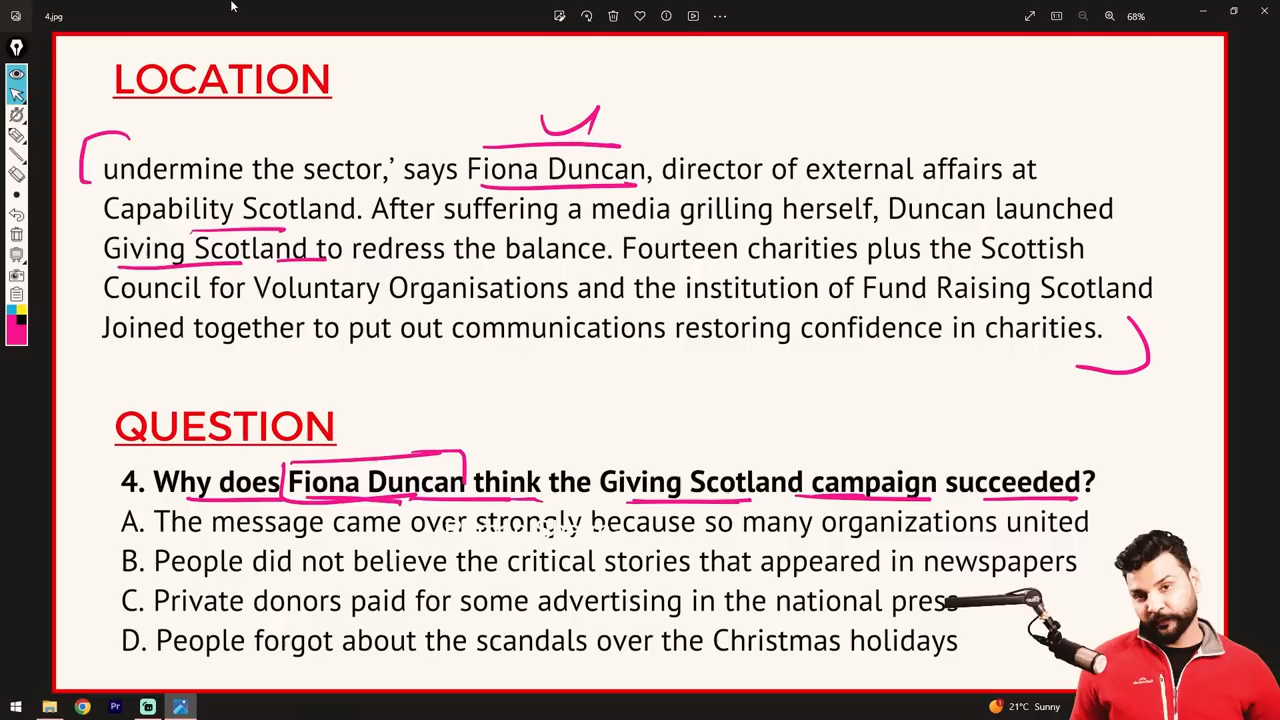 4.jpg
68%
LOCATION
undermine the sector,’ says Fiona Duncan, director of external affairs at
Capability Scotland. After suffering a media grilling herself, Duncan launched
Giving Scotland to redress the balance. Fourteen charities plus the Scottish
Council for Voluntary Organisations and the institution of Fund Raising Scotland
Joined together to put out communications restoring confidence in charities.
QUESTION
4. Why does Fiona Duncan think the Giving Scotland campaign succeeded?
A. The message came over strongly because so many organizations united
B. People did not believe the critical stories that appeared in newspapers
C. Private donors paid for some advertising in the national press
D. People forgot about the scandals over the Christmas holidays
21°C Sunny